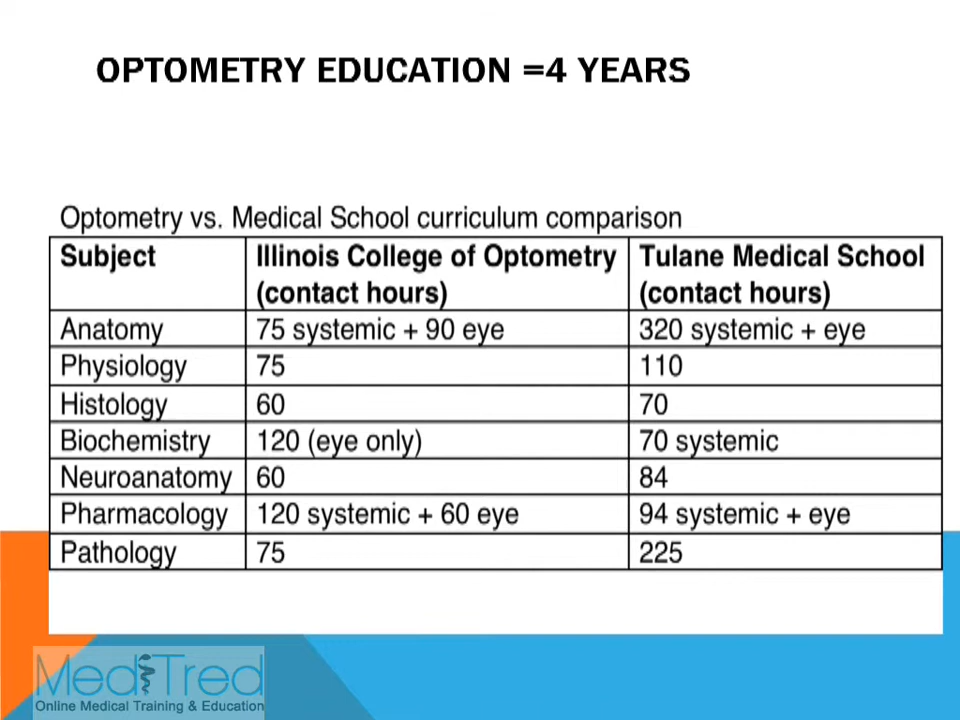 OPTOMETRY EDUCATION =4 YEARS
Optometry vs. Medical School curriculum comparison
Subject Illinois College of Optometry (contact hours) Tulane Medical School (contact hours)
Anatomy 75 systemic + 90 eye 320 systemic + eye
Physiology 75 110
Histology 60 70
Biochemistry 120 (eye only) 70 systemic
Neuroanatomy 60 84
Pharmacology 120 systemic + 60 eye 94 systemic + eye
Pathology 75 225
MediTred
Online Medical Training & Education